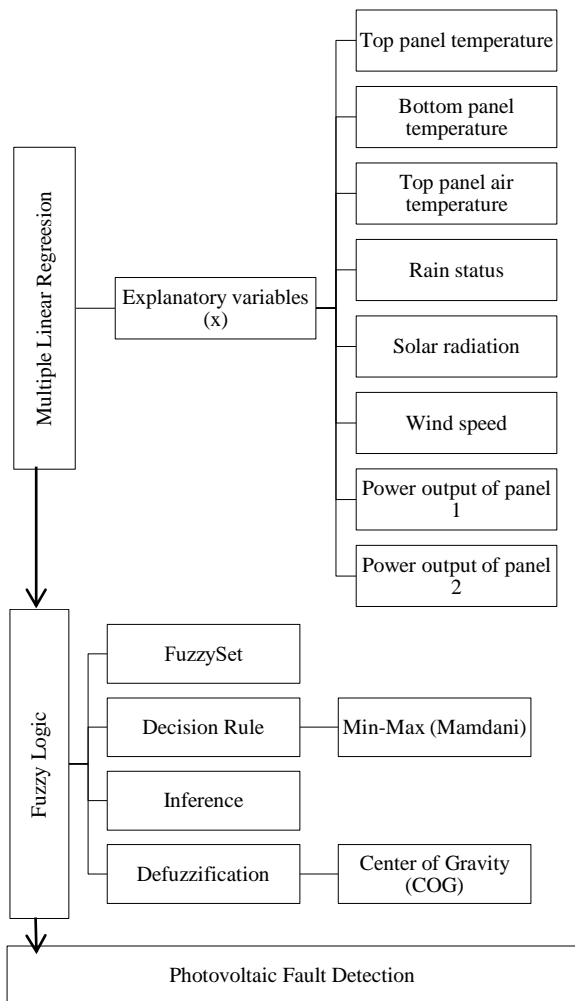 Multiple Linear Regreesion
Explanatory variables
(x)
Top panel temperature
Bottom panel
temperature
Top panel air
temperature
Rain status
Solar radiation
Wind speed
Power output of panel
1
Power output of panel
2
Fuzzy Logic
FuzzySet
Decision Rule
Min-Max (Mamdani)
Inference
Defuzzification
Center of Gravity
(COG)
Photovoltaic Fault Detection